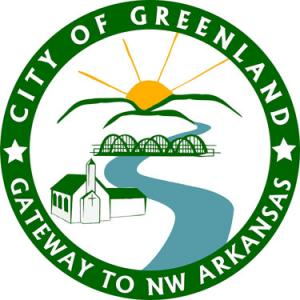 CITY OF GREENLAND
GATEWAY TO NW ARKANSAS